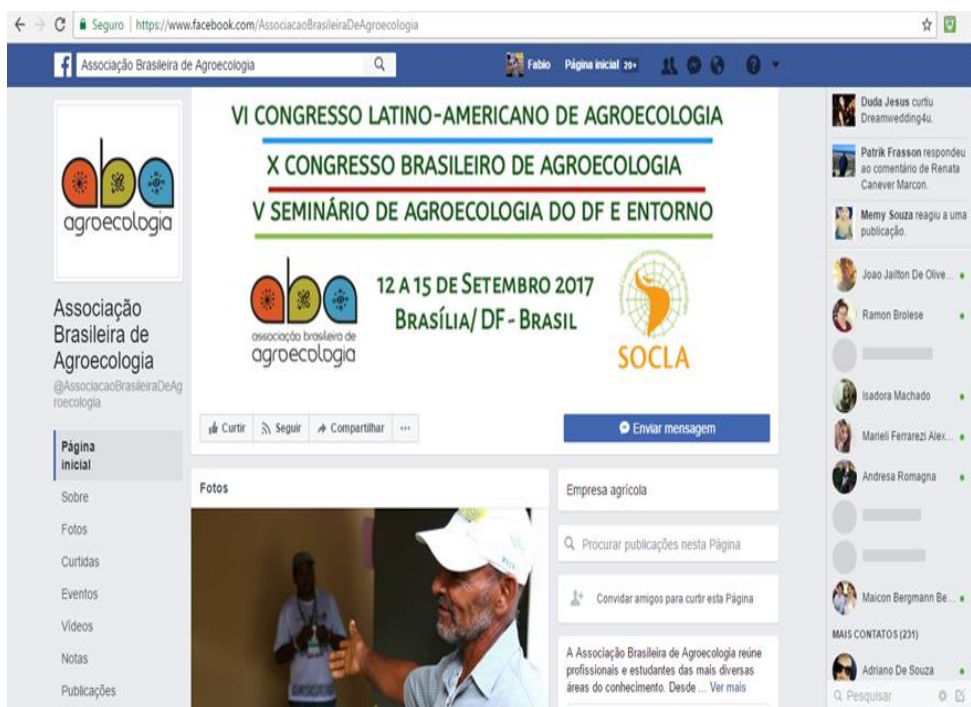 Seguro | https://www.facebook.com/AssociacaoBrasileiraDeAgroecologia
Associação Brasileira de Agroecologia
Fabio Página inicial 20+
aba
agroecologia
Associação
Brasileira de
Agroecologia
@AssociacaoBrasileiraDeAg
roecologia
Página
inicial
Sobre
Fotos
Curtidas
Eventos
Vídeos
Notas
Publicações
VI CONGRESSO LATINO-AMERICANO DE AGROECOLOGIA
X CONGRESSO BRASILEIRO DE AGROECOLOGIA
V SEMINÁRIO DE AGROECOLOGIA DO DF E ENTORNO
aba
associação brasileira de
agroecologia
12 A 15 DE SETEMBRO 2017
BRASÍLIA/ DF - BRASIL
SOCLA
Curtir Seguir Compartilhar ...
Enviar mensagem
Fotos
Empresa agrícola
Procurar publicações nesta Página
Convidar amigos para curtir esta Página
A Associação Brasileira de Agroecologia reúne
profissionais e estudantes das mais diversas
áreas do conhecimento. Desde ... Ver mais
Duda Jesus curtiu
Dreamwedding4u.
Patrik Frasson respondeu
ao comentário de Renata
Canever Marcon.
Memy Souza reagiu a uma
publicação.
Joao Jailton De Olive...
Ramon Brolese
Isadora Machado
Marieli Ferrarezi Alex...
Andresa Romagna
Maicon Bergmann Be...
MAIS CONTATOS (231)
Adriano De Souza
Pesquisar